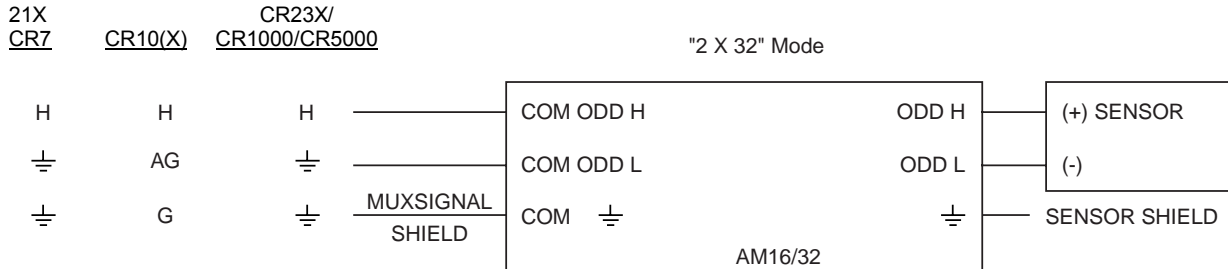 21X CR23X/
CR7 CR10(X) CR1000/CR5000
"2 X 32" Mode
H H H COM ODD H ODD H (+) SENSOR
AG COM ODD L ODD L (-)
G MUXSIGNAL SHIELD COM SENSOR SHIELD
AM16/32